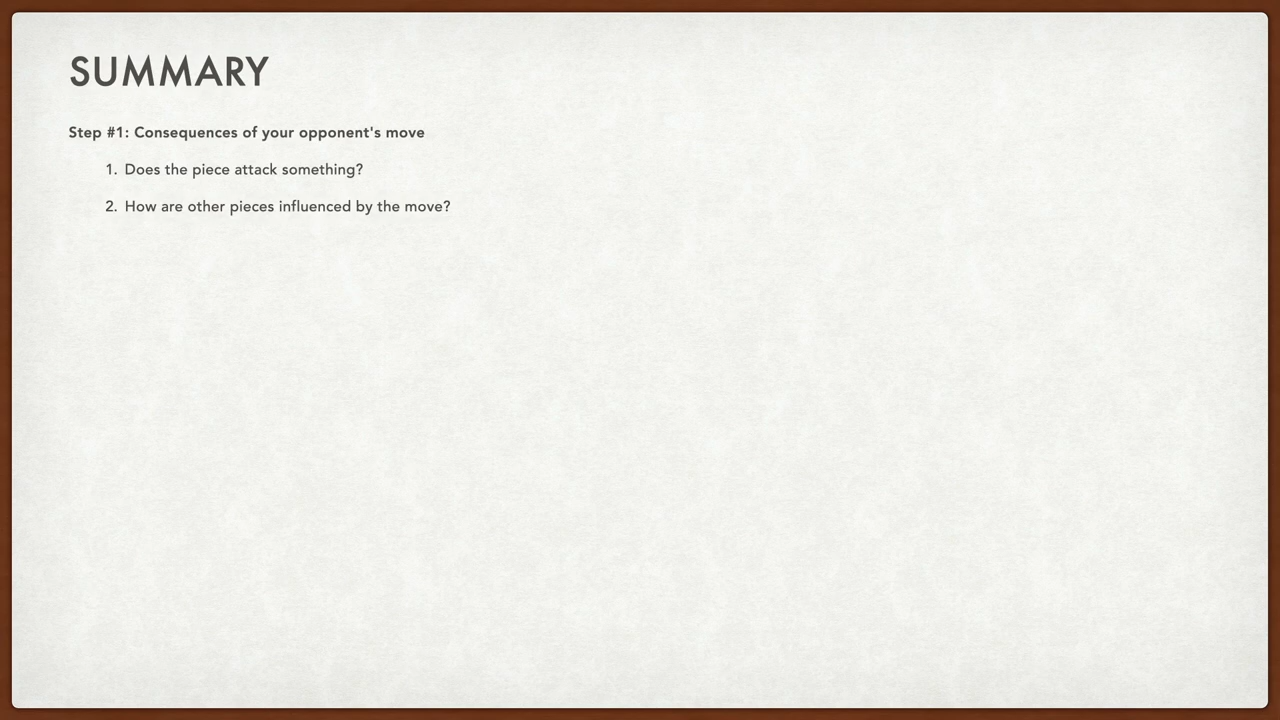 SUMMARY
Step #1: Consequences of your opponent's move
1. Does the piece attack something?
2. How are other pieces influenced by the move?